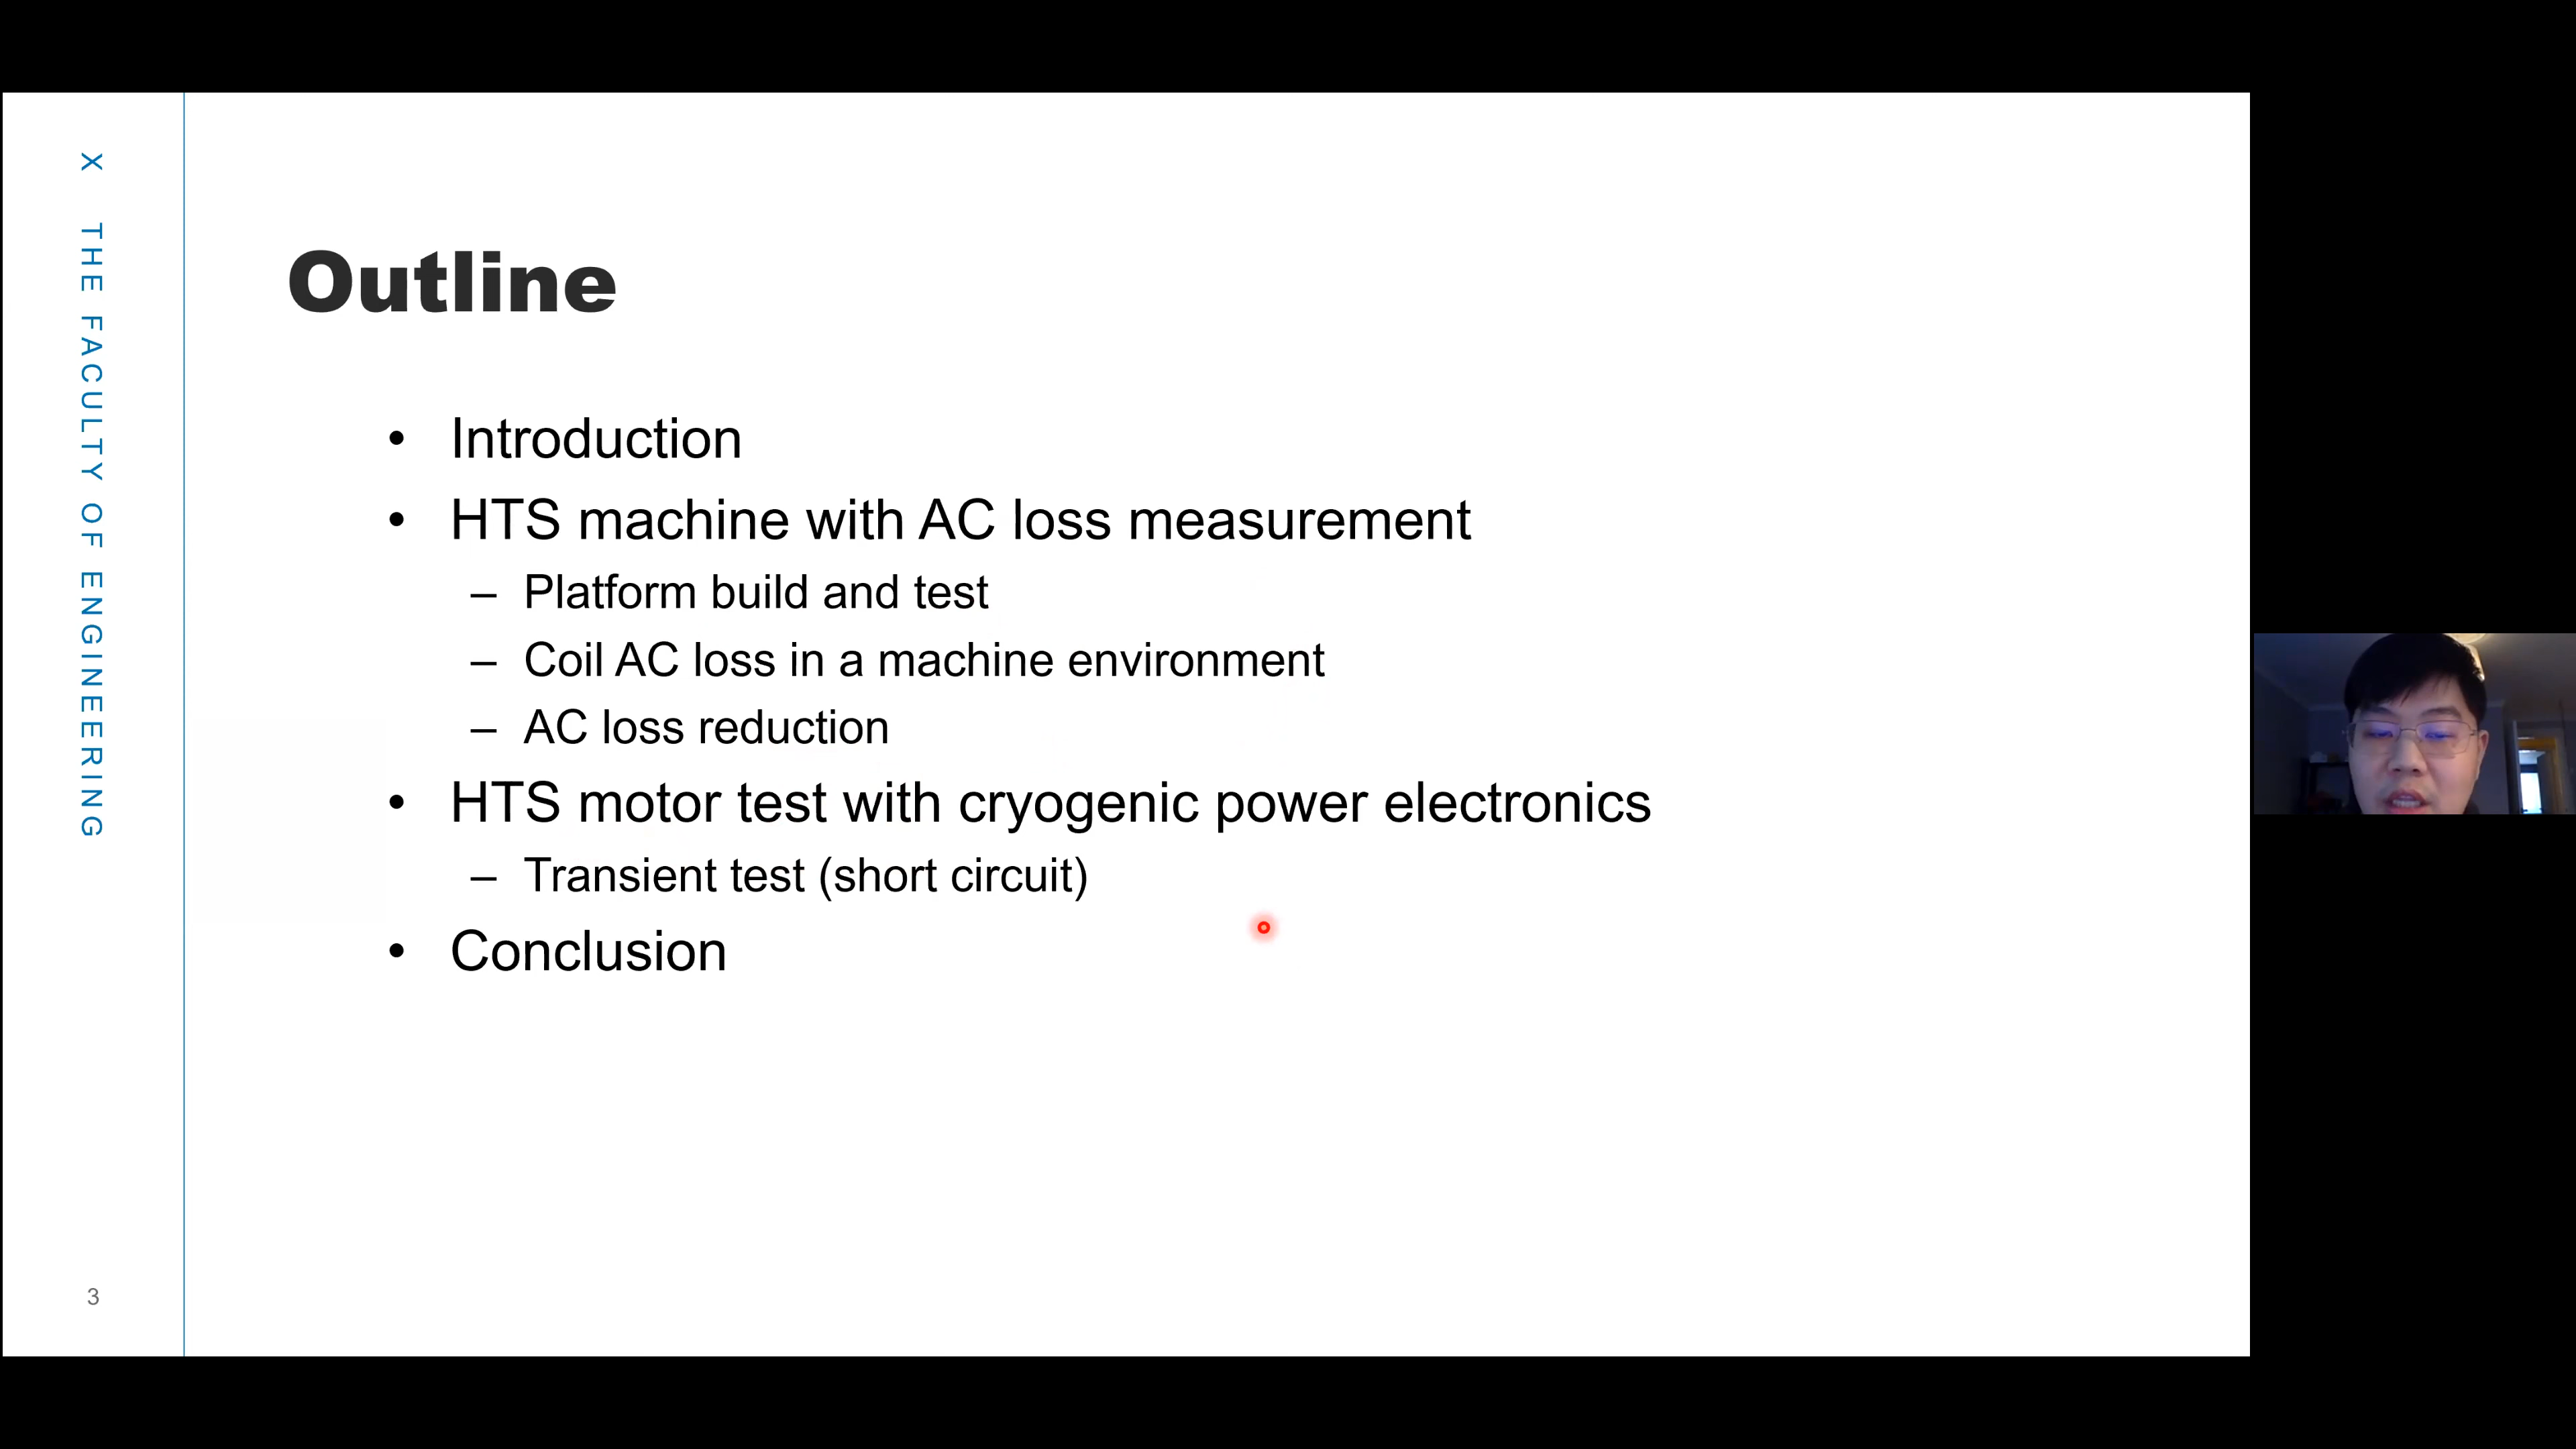 X THE FACULTY OF ENGINEERING
Outline
• Introduction
• HTS machine with AC loss measurement
– Platform build and test
– Coil AC loss in a machine environment
– AC loss reduction
• HTS motor test with cryogenic power electronics
– Transient test (short circuit)
• Conclusion
3